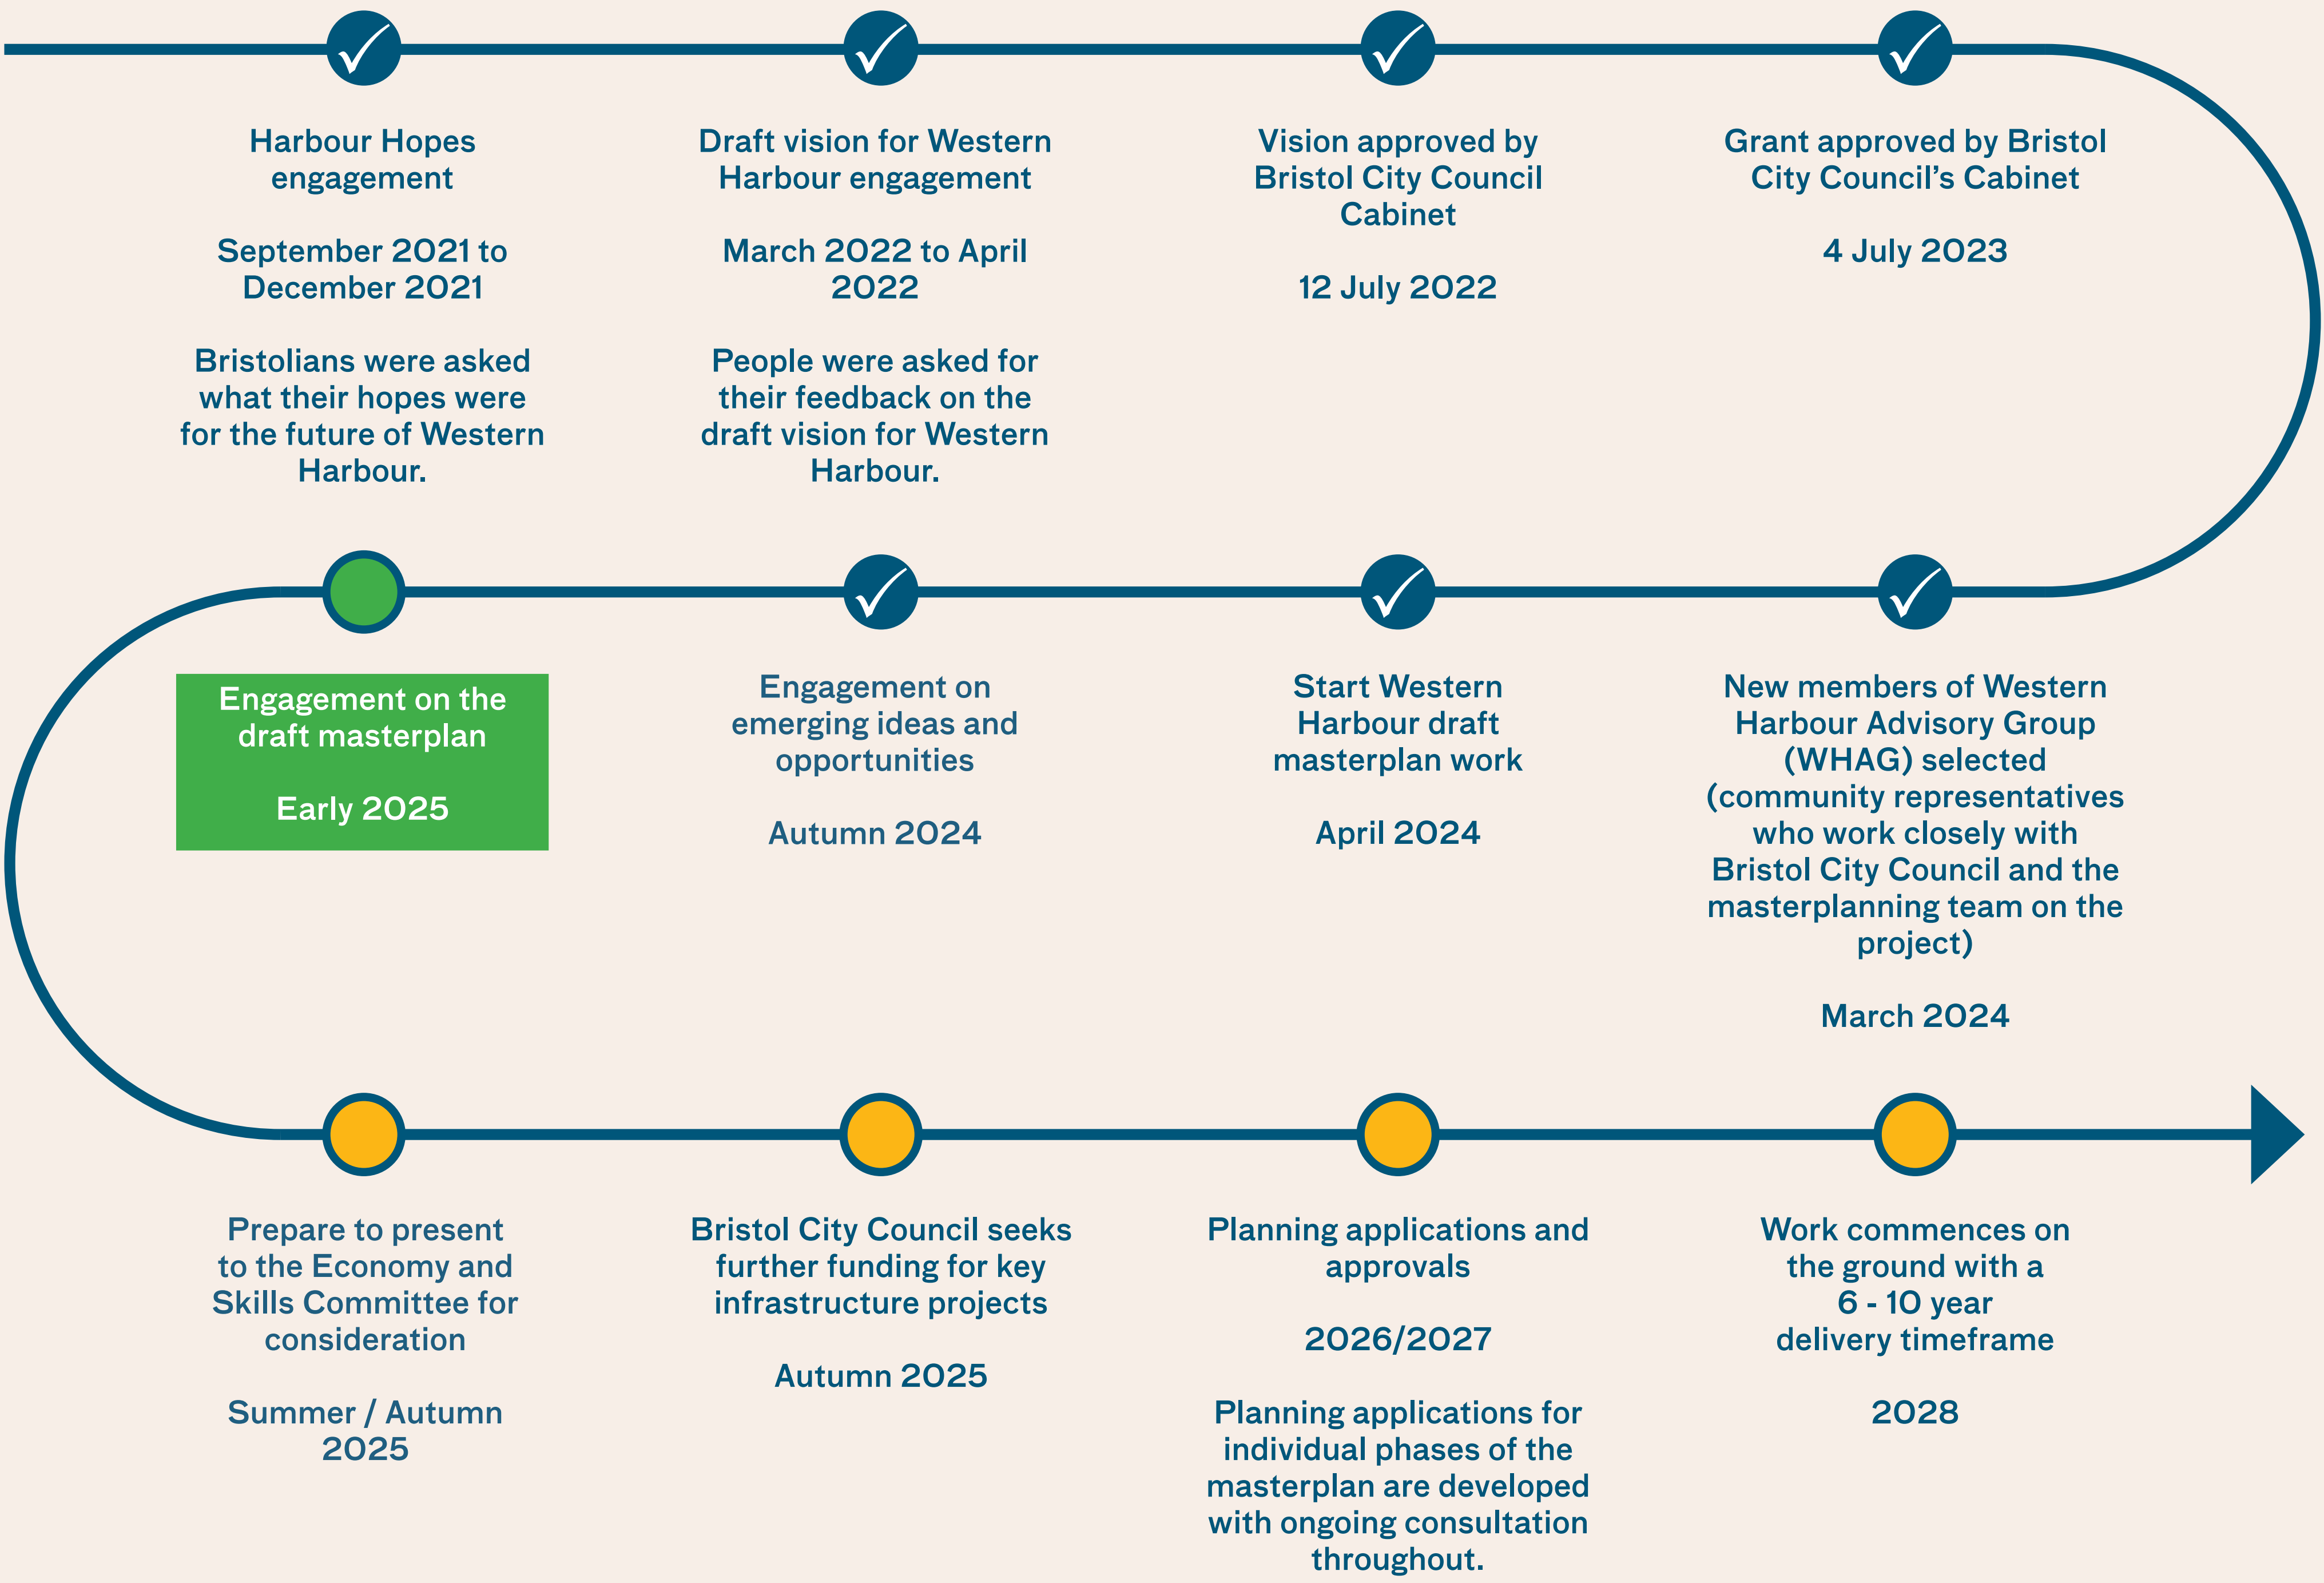 Harbour Hopes
engagement
September 2021 to
December 2021
Bristolians were asked
what their hopes were
for the future of Western
Harbour.
Draft vision for Western
Harbour engagement
March 2022 to April
2022
People were asked for
their feedback on the
draft vision for Western
Harbour.
Vision approved by
Bristol City Council
Cabinet
12 July 2022
Grant approved by Bristol
City Council’s Cabinet
4 July 2023
New members of Western
Harbour Advisory Group
(WHAG) selected
(community representatives
who work closely with
Bristol City Council and the
masterplanning team on the
project)
March 2024
Start Western
Harbour draft
masterplan work
April 2024
Engagement on
emerging ideas and
opportunities
Autumn 2024
Engagement on the
draft masterplan
Early 2025
Prepare to present
to the Economy and
Skills Committee for
consideration
Summer / Autumn
2025
Bristol City Council seeks
further funding for key
infrastructure projects
Autumn 2025
Planning applications and
approvals
2026/2027
Planning applications for
individual phases of the
masterplan are developed
with ongoing consultation
throughout.
Work commences on
the ground with a
6 - 10 year
delivery timeframe
2028